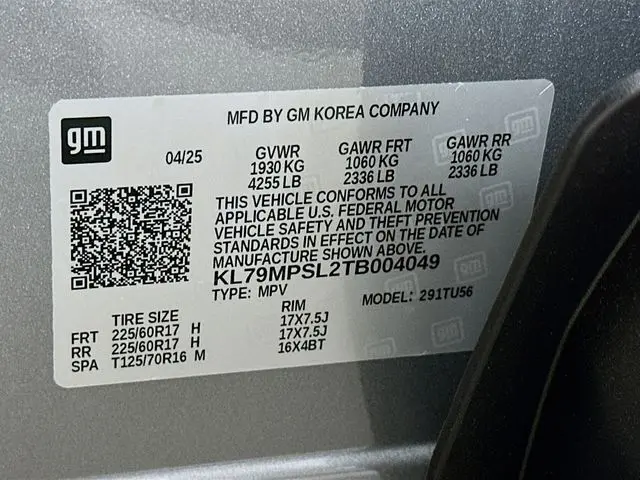 gm
MFD BY GM KOREA COMPANY
04/25 GVWR GAWR FRT GAWR RR
1930 KG 1060 KG 1060 KG
4255 LB 2336 LB 2336 LB
THIS VEHICLE CONFORMS TO ALL
APPLICABLE U.S. FEDERAL MOTOR
VEHICLE SAFETY AND THEFT PREVENTION
STANDARDS IN EFFECT ON THE DATE OF
MANUFACTURE SHOWN ABOVE.
KL79MPSL2TB004049
TYPE: MPV MODEL: 291TU56
TIRE SIZE RIM
FRT 225/60R17 H 17X7.5J
RR 225/60R17 H 17X7.5J
SPA T125/70R16 M 16X4BT